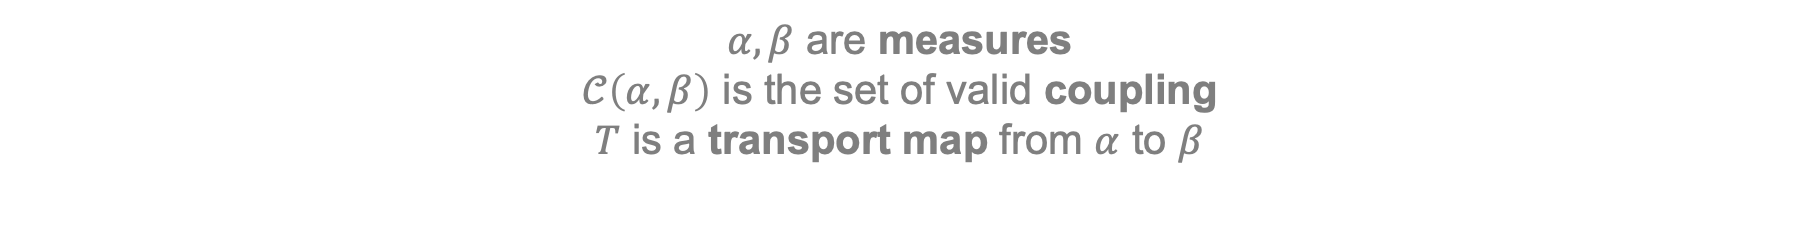 𝛼, 𝛽 are measures
𝒞(𝛼, 𝛽) is the set of valid coupling
𝑇 is a transport map from 𝛼 to 𝛽